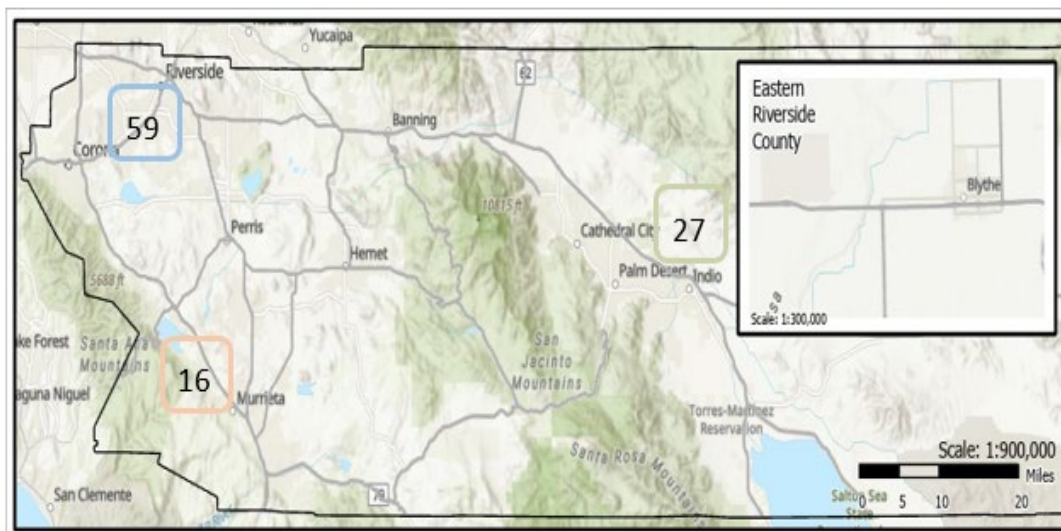 Yucaipa
Riverside
62
Eastern
Riverside
County
59
Banning
Corona
Blythe
10815 ft
27
Cathedral City
Perris
Hemet
Palm Desert
Indio
5688 ft
Scale: 1:300,000
Santa Ana
Mountains
San
Jacinto
Mountains
16
Laguna Niguel
Murrieta
Torres-Martinez
Reservation
Santa Rosa Mountains
Scale: 1:900,000
Miles
San Clemente
79
Salton Sea
State
0 5 10 20